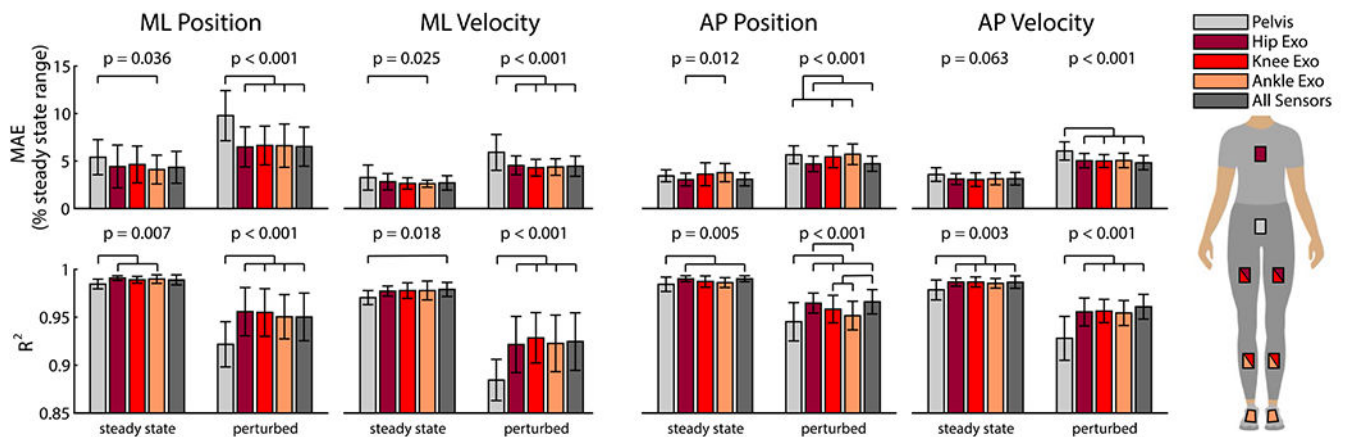 ML Position
ML Velocity
AP Position
AP Velocity
Pelvis
Hip Exo
Knee Exo
Ankle Exo
All Sensors
MAE
(% steady state range)
15
10
5
0
p = 0.036
p < 0.001
p = 0.025
p < 0.001
p = 0.012
p < 0.001
p = 0.063
p < 0.001
R²
1
0.95
0.9
0.85
p = 0.007
p < 0.001
p = 0.018
p < 0.001
p = 0.005
p < 0.001
p = 0.003
p < 0.001
steady state
perturbed
steady state
perturbed
steady state
perturbed
steady state
perturbed